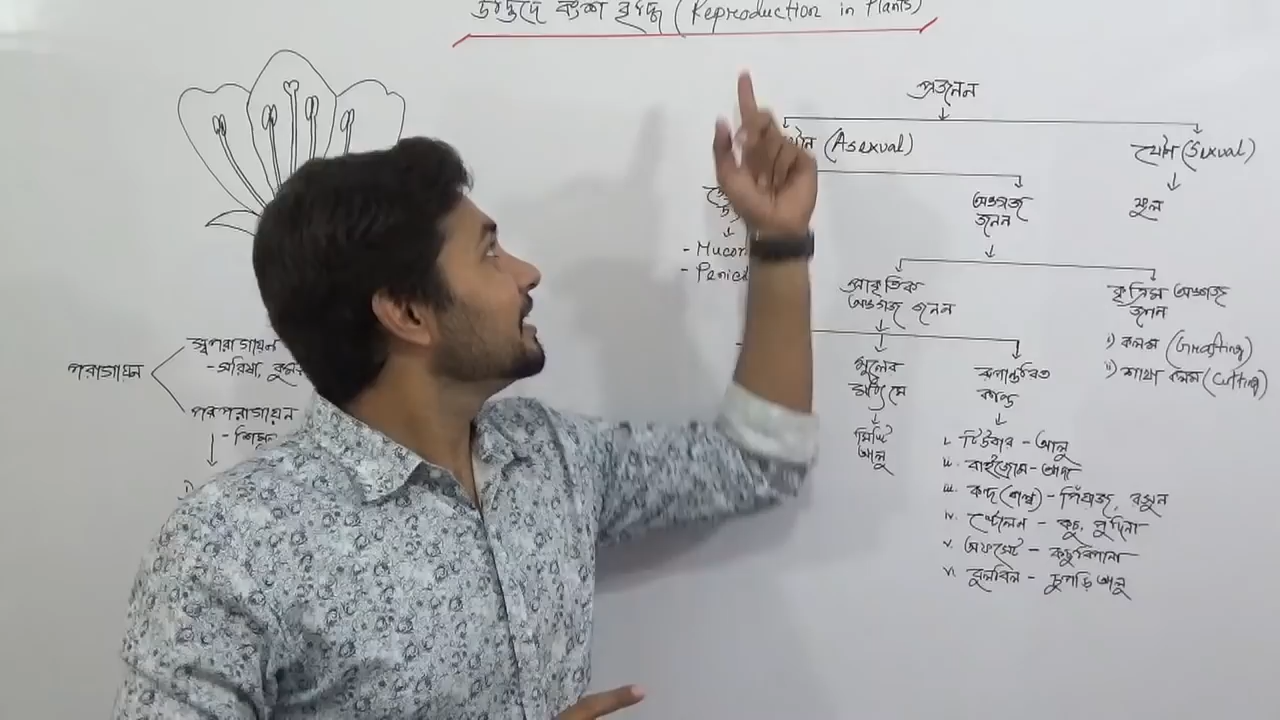 উদ্ভিদে বংশ বৃদ্ধি (Reproduction in Plants)
প্রজনন
(Asexual)
যৌন (Sexual)
অঙ্গজ
জনন
ফুল
- Mucor
- Penici
প্রাকৃতিক
অঙ্গজ জনন
কৃত্রিম অঙ্গজ
জনন
i) কলম (Grafting)
ii) শাখা কলম (Cutting)
মূলের
মাধ্যমে
মিষ্টি
আলু
রূপান্তরিত
কান্ড
i. টিউবার - আলু
ii. রাইজোম - আদা
iii. কন্দ (বাল্ব) - পিঁয়াজ, রসুন
iv. স্টোলন - কচু, পুদিনা
v. অফসেট - কচুরিপানা
vi. বুলবিল - চুপড়ি আলু
পরাগায়ন
স্বপরাগায়ন
- সরিষা,
পরপরাগায়ন
- শিমুল